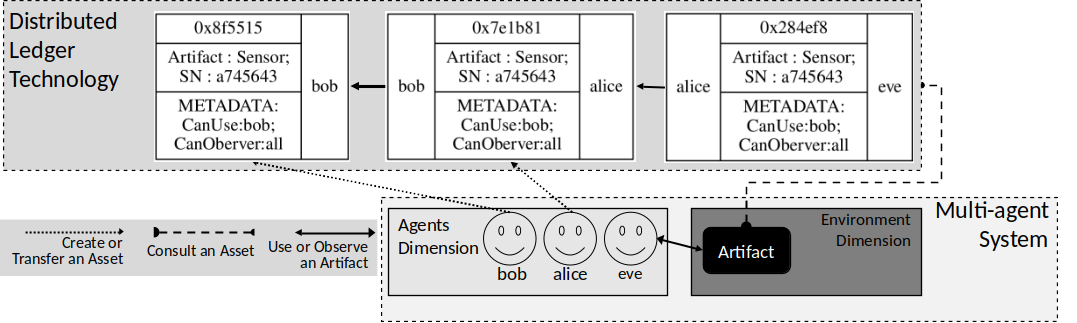 Distributed
Ledger
Technology
0x8f5515
Artifact : Sensor;
SN : a745643
METADATA:
CanUse:bob;
CanOberver:all
bob
bob
0x7e1b81
Artifact : Sensor;
SN : a745643
METADATA:
CanUse:bob;
CanOberver:all
alice
alice
0x284ef8
Artifact : Sensor;
SN : a745643
METADATA:
CanUse:bob;
CanOberver:all
eve
Create or
Transfer an Asset
Consult an Asset
Use or Observe
an Artifact
Agents
Dimension
bob
alice
eve
Artifact
Environment
Dimension
Multi-agent
System